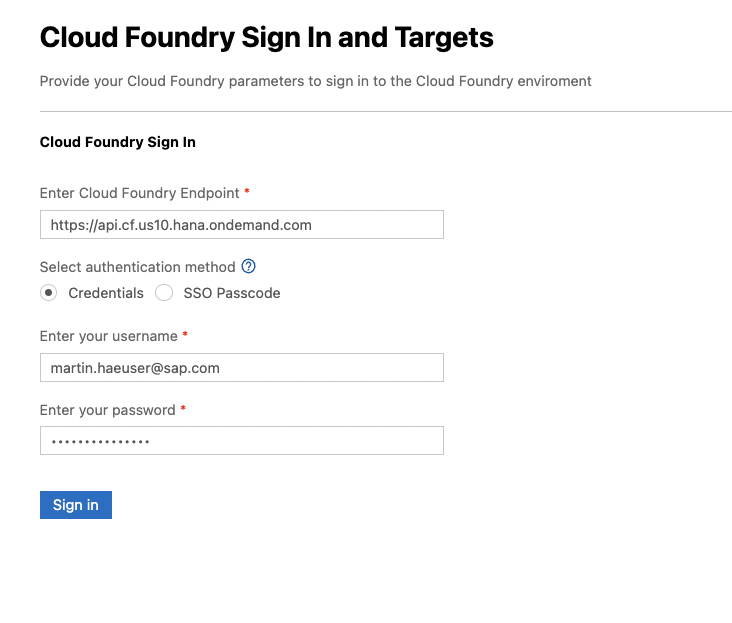 Cloud Foundry Sign In and Targets
Provide your Cloud Foundry parameters to sign in to the Cloud Foundry enviroment
Cloud Foundry Sign In
Enter Cloud Foundry Endpoint *
https://api.cf.us10.hana.ondemand.com
Select authentication method ?
Credentials SSO Passcode
Enter your username *
martin.haeuser@sap.com
Enter your password *
•••••••••••••••
Sign in